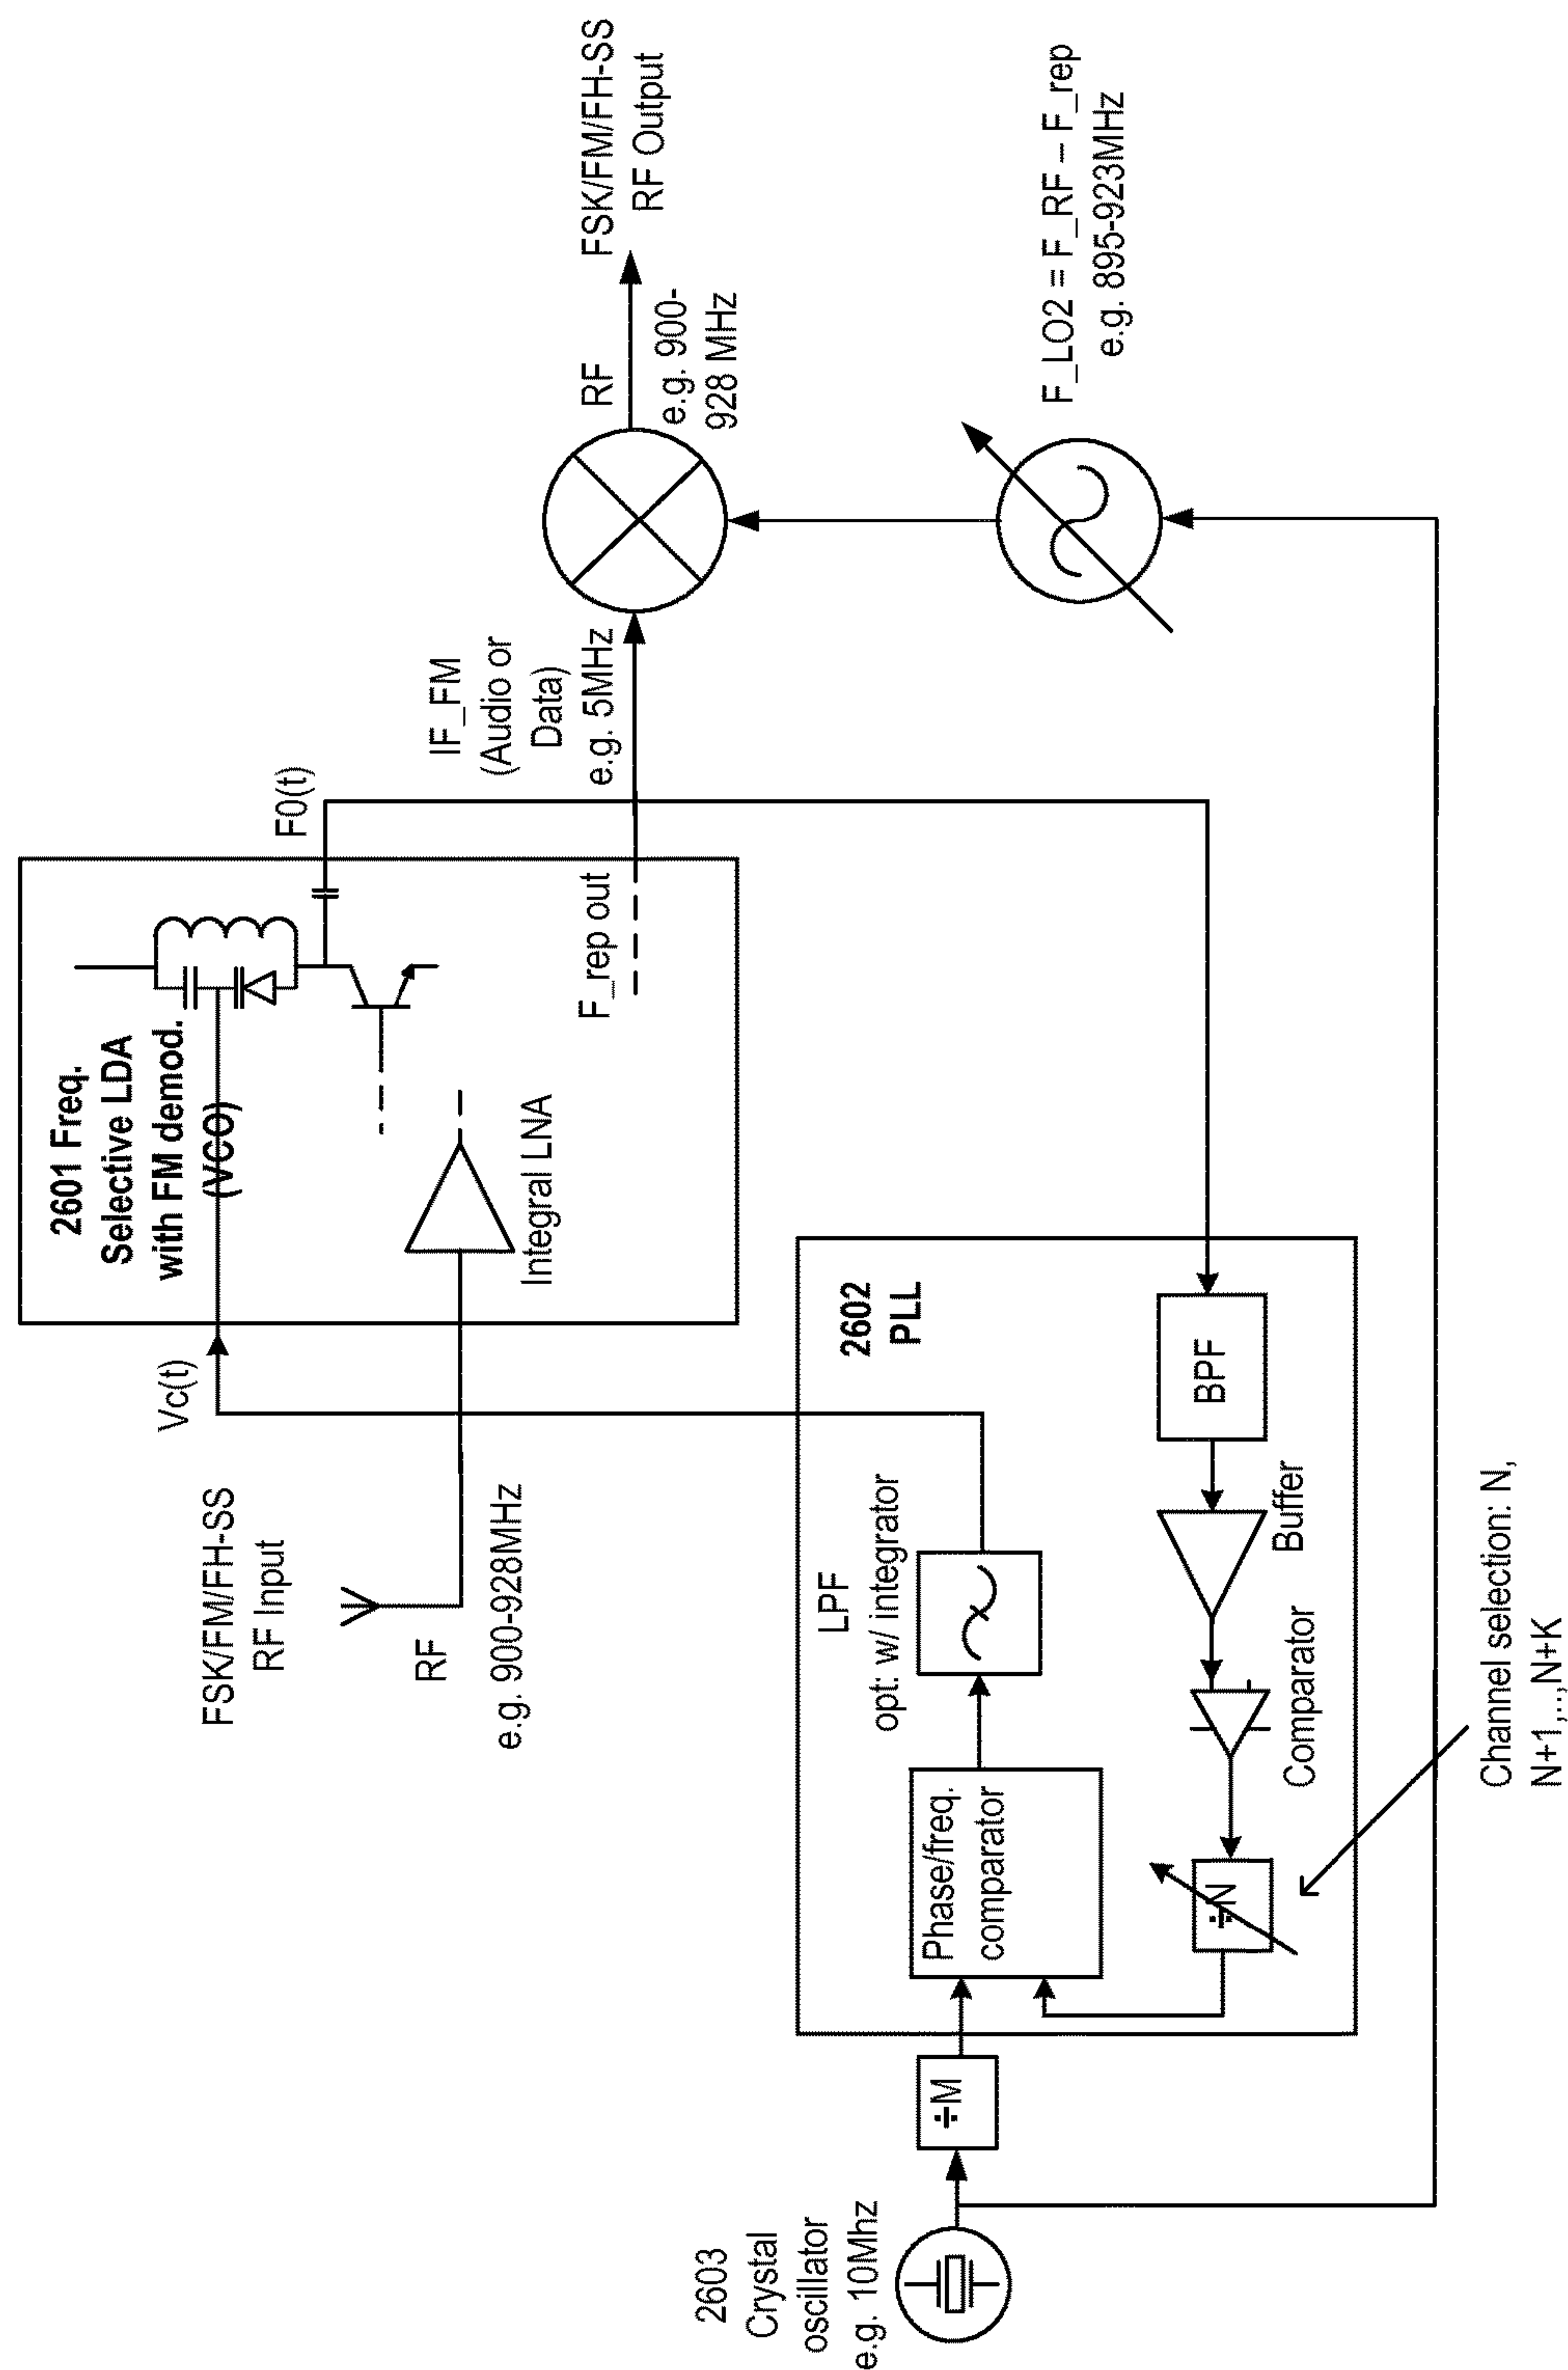 2601 Freq.
Selective LDA
with FM demod.
(VCO)
F0(t)
Vc(t)
FSK/FM/FH-SS
RF Input
RF
e.g. 900-928MHz
Integral LNA
F_rep out
IF_FM
(Audio or
Data)
e.g. 5MHz
RF
e.g. 900-
928 MHz
FSK/FM/FH-SS
RF Output
F_LO2 = F_RF – F_rep
e.g. 895-923MHz
2602
PLL
LPF
opt: w/ integrator
Phase/freq.
comparator
BPF
Buffer
Comparator
÷N
÷M
2603
Crystal
oscillator
e.g. 10Mhz
Channel selection: N,
N+1,..,N+K